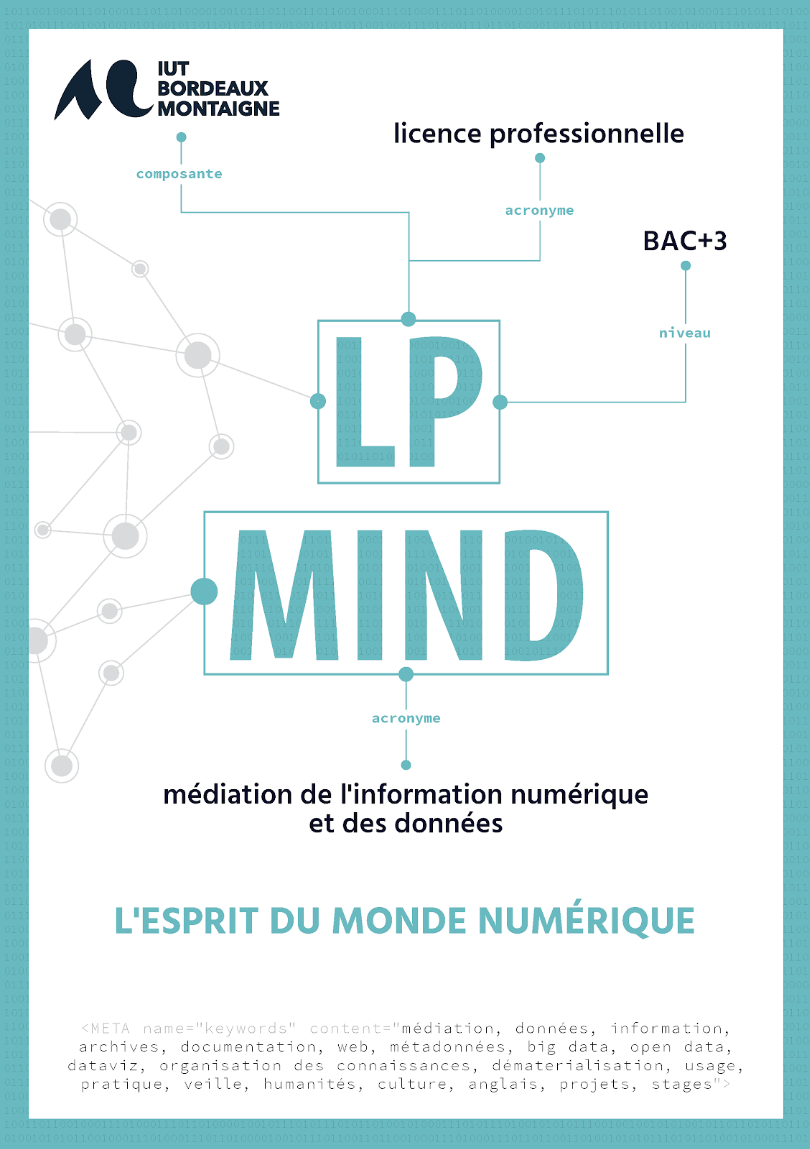 IUT
BORDEAUX
MONTAIGNE
licence professionnelle
composante
acronyme
BAC+3
niveau
LP
MIND
acronyme
médiation de l'information numérique
et des données
L'ESPRIT DU MONDE NUMÉRIQUE
<META name="keywords" content="médiation, données, information,
archives, documentation, web, métadonnées, big data, open data,
dataviz, organisation des connaissances, dématerialisation, usage,
pratique, veille, humanités, culture, anglais, projets, stages">